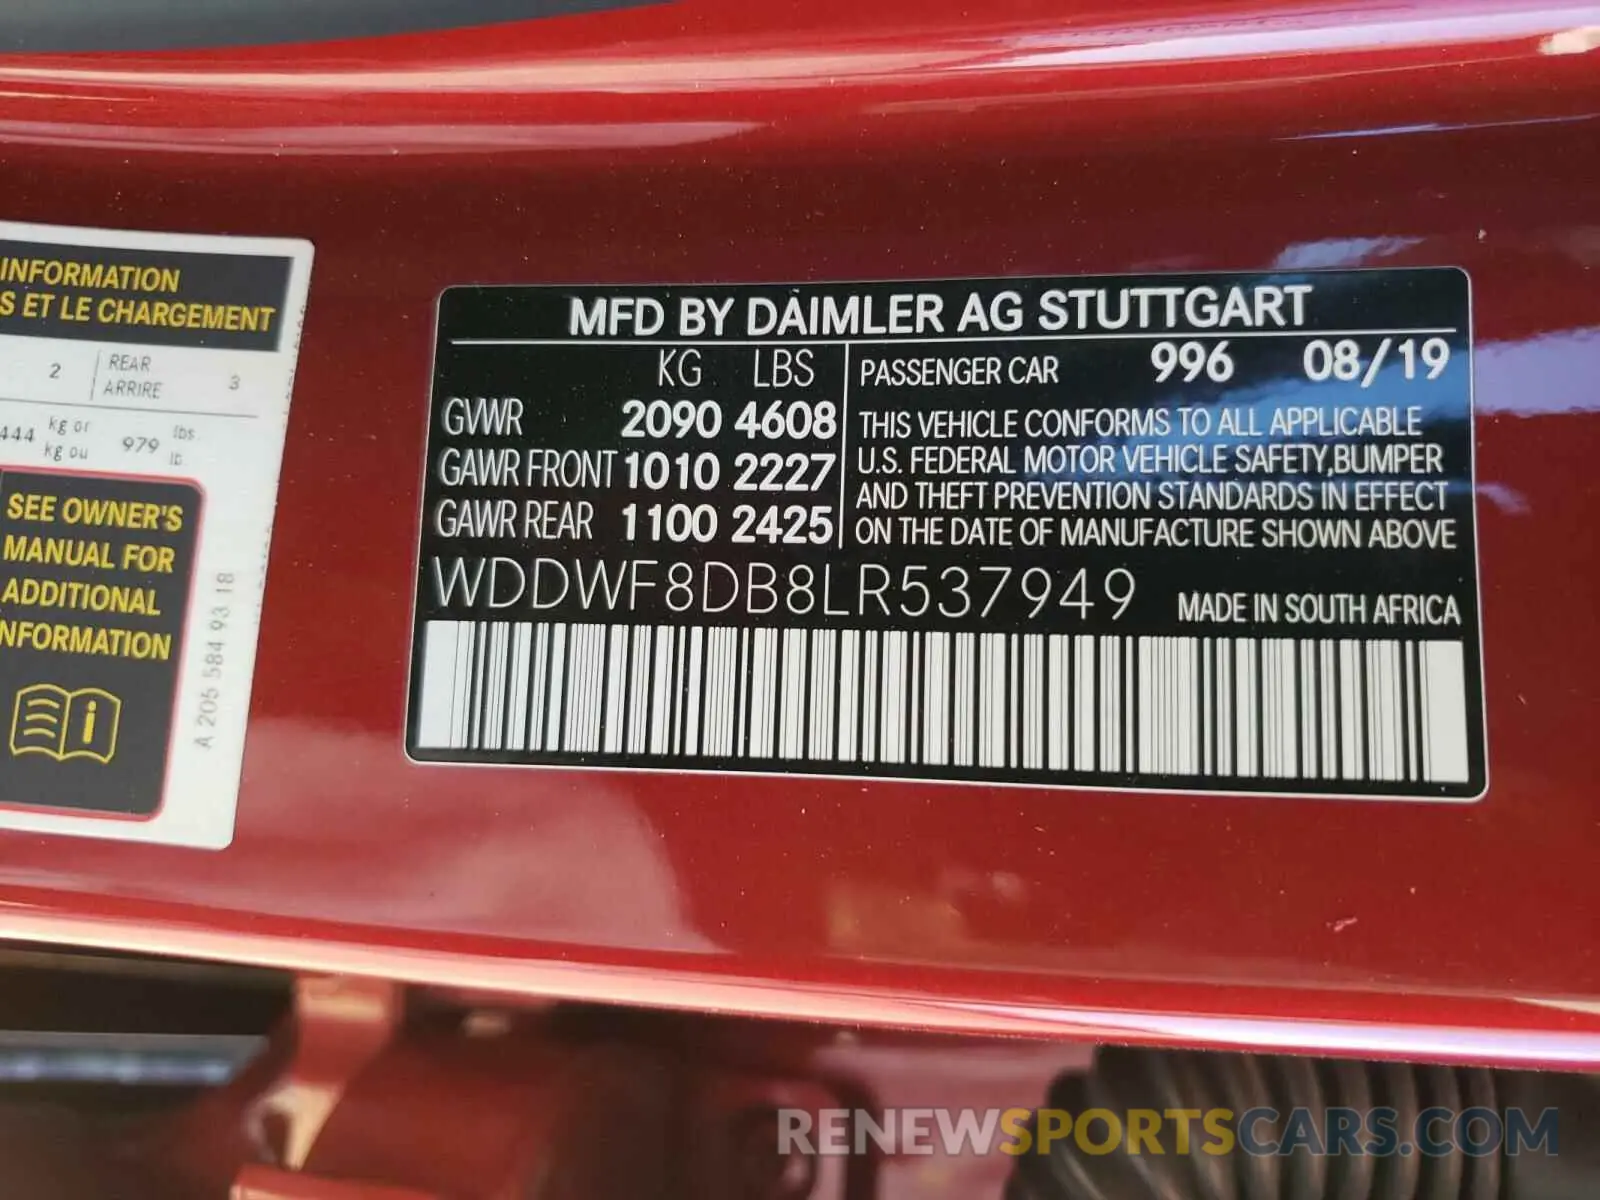 INFORMATION
S ET LE CHARGEMENT
2 REAR ARRIRE 3
444 kg or kg ou 979 lbs lb
SEE OWNER'S
MANUAL FOR
ADDITIONAL
INFORMATION
A 205 584 93 18
MFD BY DAIMLER AG STUTTGART
KG LBS
GVWR 2090 4608
GAWR FRONT 1010 2227
GAWR REAR 1100 2425
PASSENGER CAR 996 08/19
THIS VEHICLE CONFORMS TO ALL APPLICABLE
U.S. FEDERAL MOTOR VEHICLE SAFETY,BUMPER
AND THEFT PREVENTION STANDARDS IN EFFECT
ON THE DATE OF MANUFACTURE SHOWN ABOVE
WDDWF8DB8LR537949 MADE IN SOUTH AFRICA
RENEWSPORTSCARS.COM